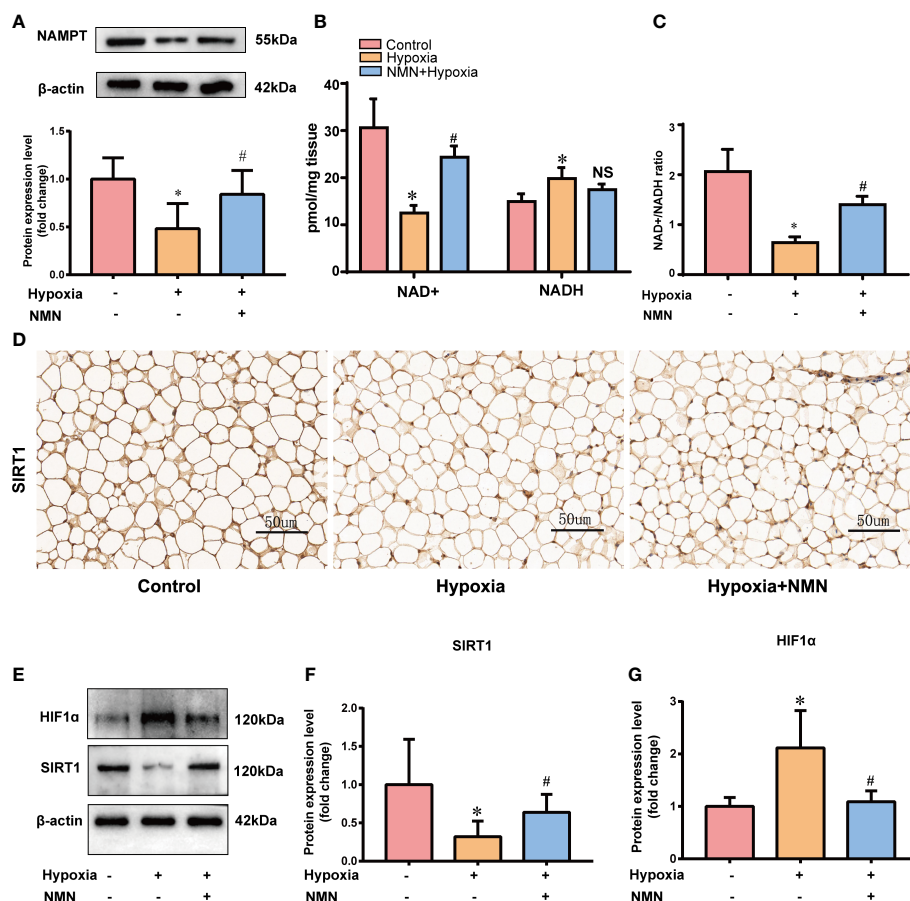 A
NAMPT
55kDa
β-actin
42kDa
Protein expression level
(fold change)
1.5
1.0
0.5
0.0
*
#
Hypoxia - + +
NMN - - +
B
Control
Hypoxia
NMN+Hypoxia
pmol/mg tissue
40
30
20
10
0
*
#
*
NS
NAD+ NADH
C
NAD+/NADH ratio
3
2
1
0
*
#
Hypoxia - + +
NMN - - +
D
SIRT1
50um
50um
50um
Control Hypoxia Hypoxia+NMN
E
HIF1α
120kDa
SIRT1
120kDa
β-actin
42kDa
Hypoxia - + +
NMN - - +
SIRT1
F
Protein expression level
(fold change)
2.0
1.5
1.0
0.5
0.0
*
#
Hypoxia - + +
NMN - - +
HIF1α
G
Protein expression level
(fold change)
3
2
1
0
*
#
Hypoxia - + +
NMN - - +